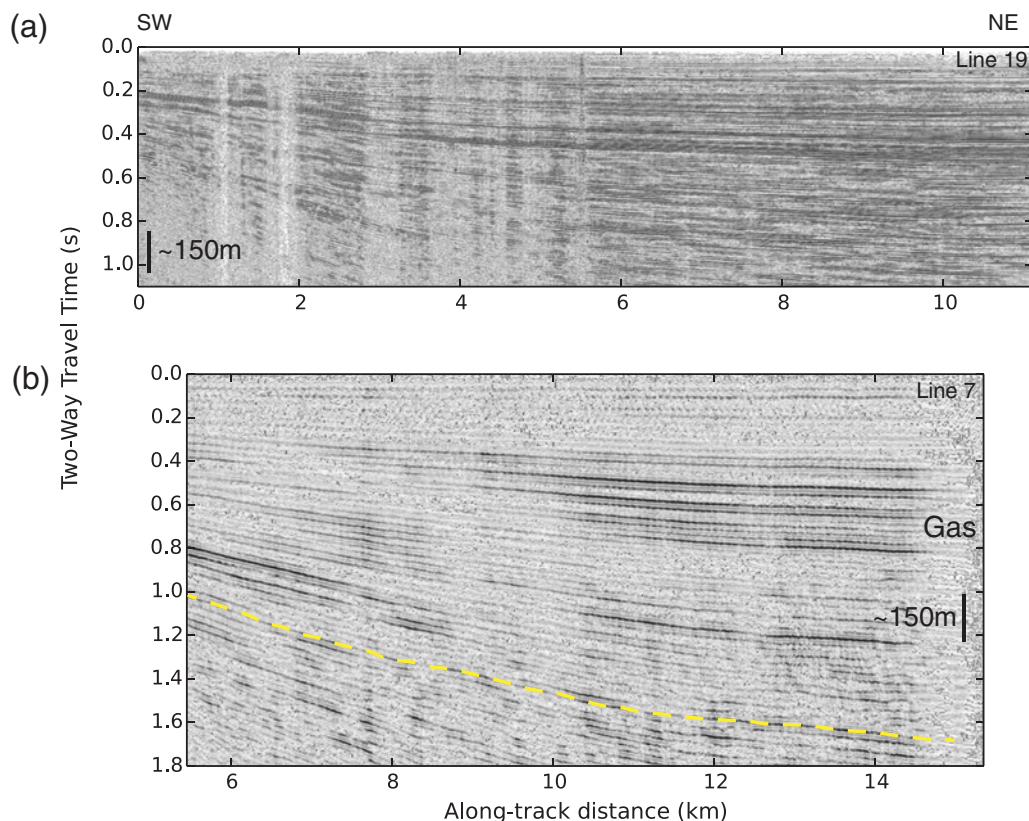 (a)
SW
NE
Line 19
0.0
0.2
0.4
0.6
0.8
1.0
~150m
0
2
4
6
8
10
Two-Way Travel Time (s)
(b)
Line 7
0.0
0.2
0.4
0.6
0.8
1.0
1.2
1.4
1.6
1.8
Gas
~150m
6
8
10
12
14
Along-track distance (km)